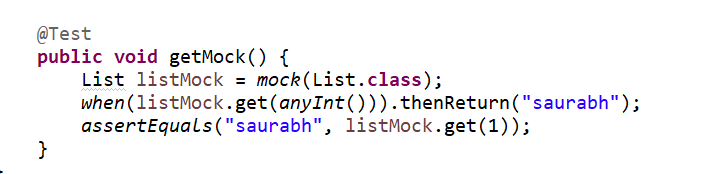 @Test
public void getMock() {
    List listMock = mock(List.class);
    when(listMock.get(anyInt())).thenReturn("saurabh");
    assertEquals("saurabh", listMock.get(1));
}